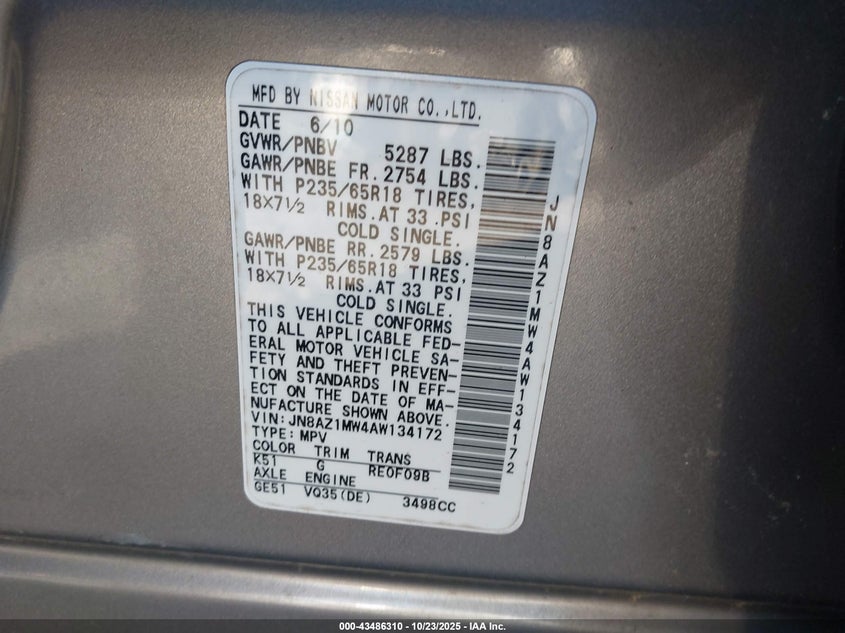 MFD BY NISSAN MOTOR CO.,LTD.
DATE 6/10
GVWR/PNBV 5287 LBS.
GAWR/PNBE FR. 2754 LBS.
WITH P235/65R18 TIRES,
18X7½ RIMS.AT 33 .PSI
COLD SINGLE.
GAWR/PNBE RR. 2579 LBS.
WITH P235/65R18 TIRES,
18X7½ RIMS.AT 33 PSI
COLD SINGLE.
THIS VEHICLE CONFORMS
TO ALL APPLICABLE FED-
ERAL MOTOR VEHICLE SA-
FETY AND THEFT PREVEN-
TION STANDARDS IN EFF-
ECT ON THE DATE OF MA-
NUFACTURE SHOWN ABOVE.
VIN:JN8AZ1MW4AW134172
TYPE:MPV
COLOR TRIM TRANS
K51 G RE0F09B
AXLE ENGINE
GE51 VQ35(DE) 3498CC
JN8AZ1MW4AW134172
000-43486310 - 10/23/2025 - IAA Inc.